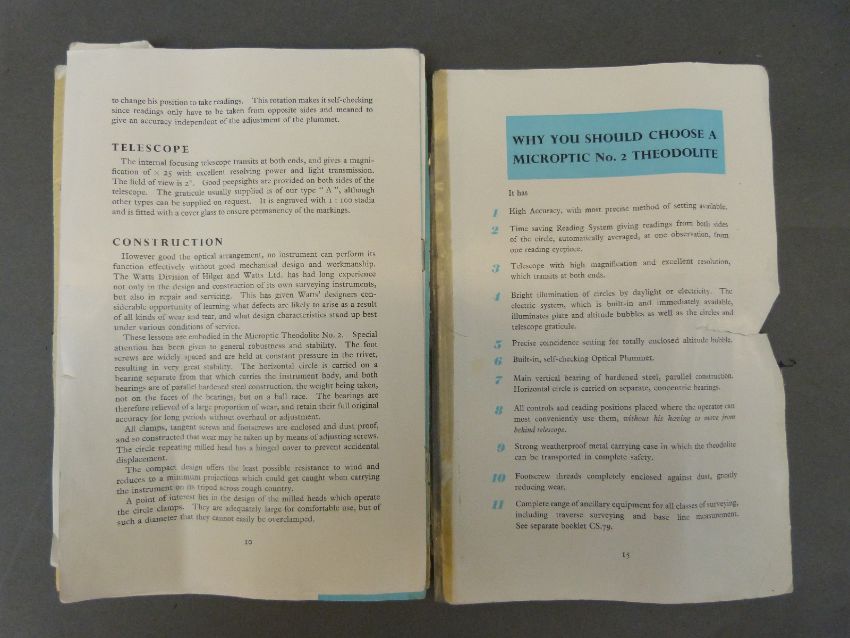 to change his position to take readings. This rotation makes it self-checking
since readings only have to be taken from opposite sides and meaned to
give an accuracy independent of the adjustment of the plummet.
TELESCOPE
The internal focusing telescope transits at both ends, and gives a magni-
fication of × 25 with excellent resolving power and light transmission.
The field of view is 2°. Good peepsights are provided on both sides of the
telescope. The graticule usually supplied is of our type " A ", although
other types can be supplied on request. It is engraved with 1 : 100 stadia
and is fitted with a cover glass to ensure permanency of the markings.
CONSTRUCTION
However good the optical arrangement, no instrument can perform its
function effectively without good mechanical design and workmanship.
The Watts Division of Hilger and Watts Ltd. has had long experience
not only in the design and construction of its own surveying instruments,
but also in repair and servicing. This has given Watts' designers con-
siderable opportunity of learning what defects are likely to arise as a result
of all kinds of wear and tear, and what design characteristics stand up best
under various conditions of service.
These lessons are embodied in the Microptic Theodolite No. 2. Special
attention has been given to general robustness and stability. The foot
screws are widely spaced and are held at constant pressure in the trivet,
resulting in very great stability. The horizontal circle is carried on a
bearing separate from that which carries the instrument body, and both
bearings are of parallel hardened steel construction, the weight being taken,
not on the faces of the bearings, but on a ball race. The bearings are
therefore relieved of a large proportion of wear, and retain their full original
accuracy for long periods without overhaul or adjustment.
All clamps, tangent screws and footscrews are enclosed and dust proof,
and so constructed that wear may be taken up by means of adjusting screws.
The circle repeating milled head has a hinged cover to prevent accidental
displacement.
The compact design offers the least possible resistance to wind and
reduces to a minimum projections which could get caught when carrying
the instrument on its tripod across rough country.
A point of interest lies in the design of the milled heads which operate
the circle clamps. They are adequately large for comfortable use, but of
such a diameter that they cannot easily be overclamped.
10
WHY YOU SHOULD CHOOSE A
MICROPTIC No. 2 THEODOLITE
It has
1 High Accuracy, with most precise method of setting available.
2 Time saving Reading System giving readings from both sides
of the circle, automatically averaged, at one observation, from
one reading eyepiece.
3 Telescope with high magnification and excellent resolution,
which transits at both ends.
4 Bright illumination of circles by daylight or electricity. The
electric system, which is built-in and immediately available,
illuminates plate and altitude bubbles as well as the circles and
telescope graticule.
5 Precise coincidence setting for totally enclosed altitude bubble.
6 Built-in, self-checking Optical Plummet.
7 Main vertical bearing of hardened steel, parallel construction.
Horizontal circle is carried on separate, concentric bearings.
8 All controls and reading positions placed where the operator can
most conveniently use them, without his having to move from
behind telescope.
9 Strong weatherproof metal carrying case in which the theodolite
can be transported in complete safety.
10 Footscrew threads completely enclosed against dust, greatly
reducing wear.
11 Complete range of ancillary equipment for all classes of surveying,
including traverse surveying and base line measurement.
See separate booklet CS.79.
15